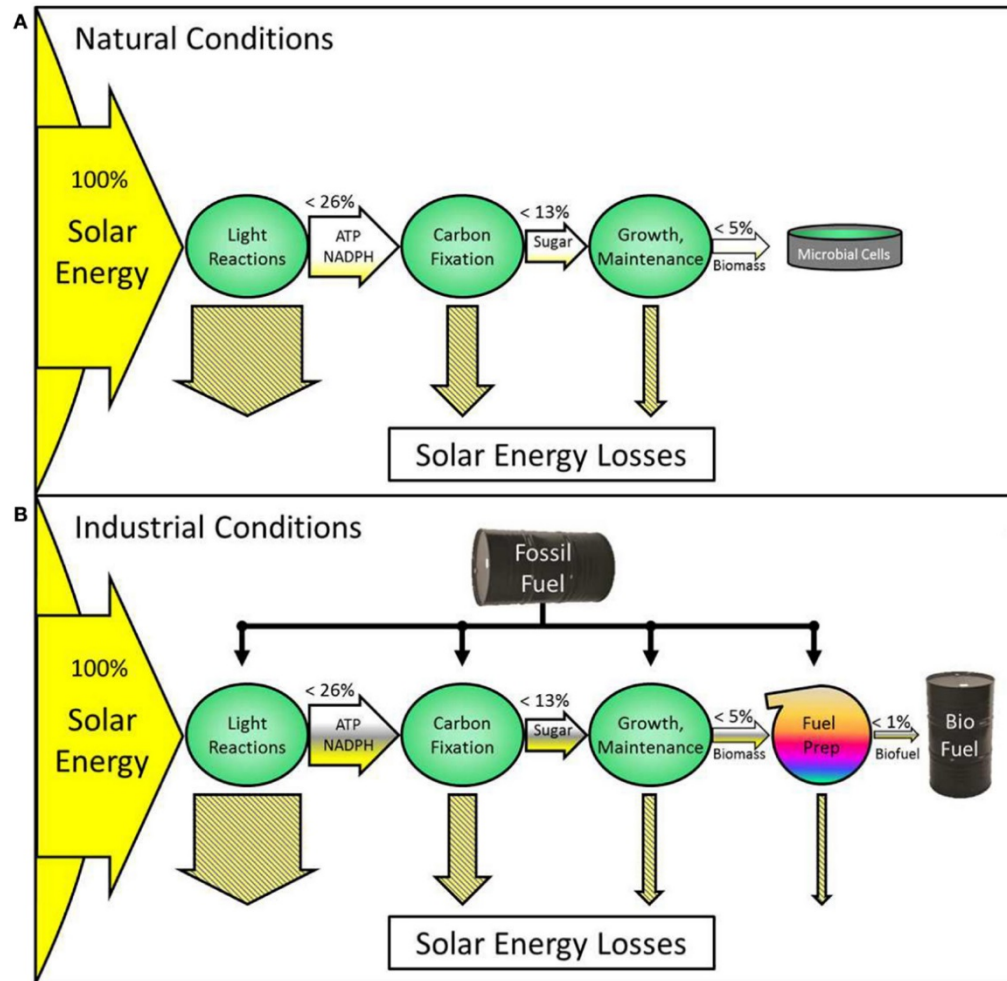 A
Natural Conditions
100%
Solar
Energy
Light
Reactions
< 26%
ATP
NADPH
Carbon
Fixation
< 13%
Sugar
Growth,
Maintenance
< 5%
Biomass
Microbial Cells
Solar Energy Losses
B
Industrial Conditions
Fossil
Fuel
100%
Solar
Energy
Light
Reactions
< 26%
ATP
NADPH
Carbon
Fixation
< 13%
Sugar
Growth,
Maintenance
<5%
Biomass
Fuel
Prep
< 1%
Biofuel
Bio
Fuel
Solar Energy Losses